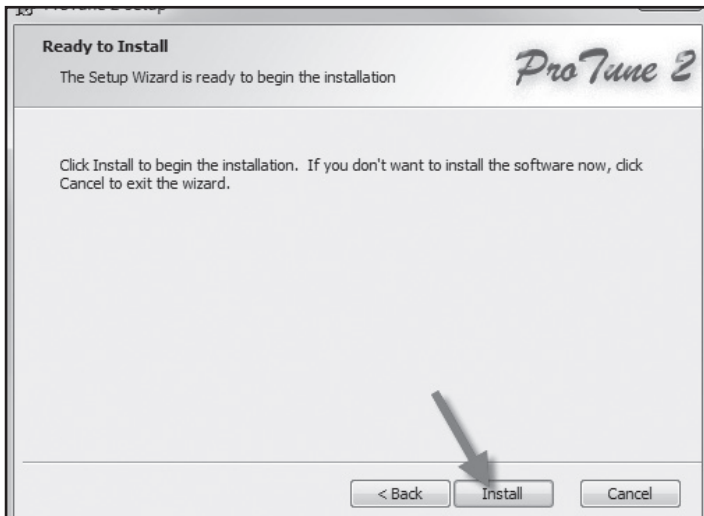 Ready to Install
The Setup Wizard is ready to begin the installation
ProTune 2
Click Install to begin the installation.  If you don't want to install the software now, click
Cancel to exit the wizard.
< Back
Install
Cancel